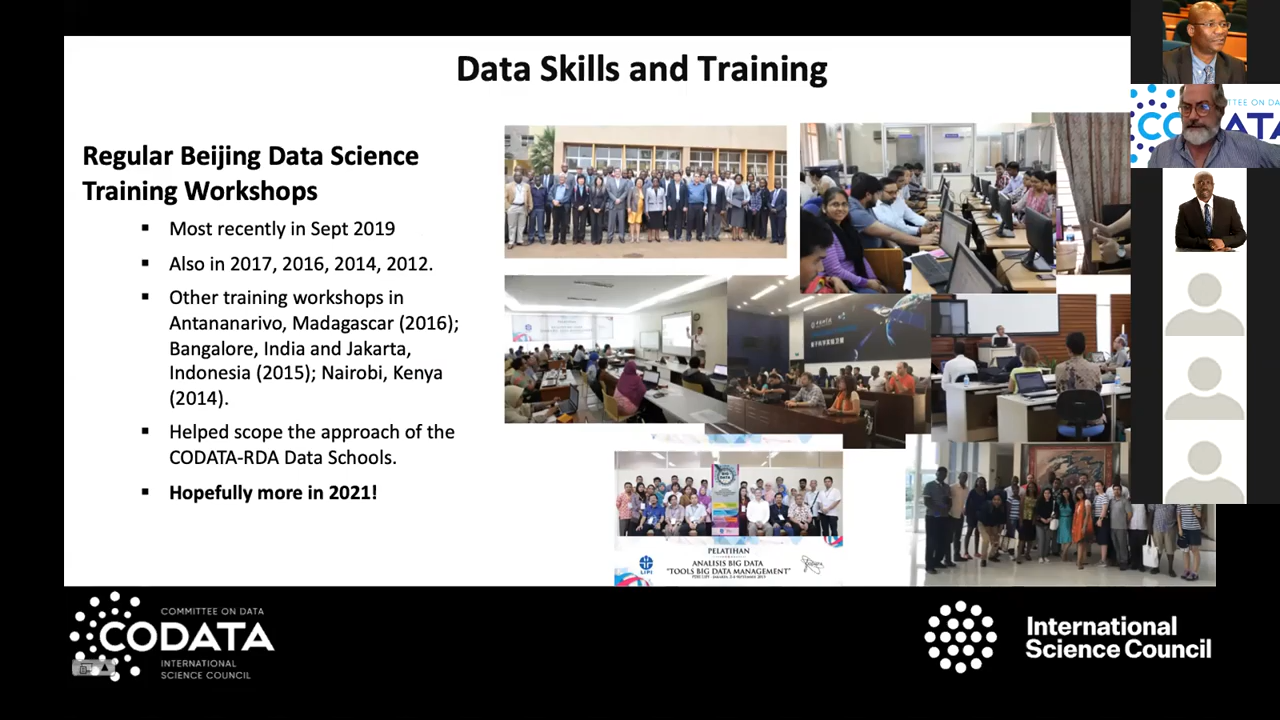 Data Skills and Training
Regular Beijing Data Science
Training Workshops
▪ Most recently in Sept 2019
▪ Also in 2017, 2016, 2014, 2012.
▪ Other training workshops in
Antananarivo, Madagascar (2016);
Bangalore, India and Jakarta,
Indonesia (2015); Nairobi, Kenya
(2014).
▪ Helped scope the approach of the
CODATA-RDA Data Schools.
▪ Hopefully more in 2021!
PELATIHAN
ANALISIS BIG DATA
"TOOLS BIG DATA MANAGEMENT"
LIPI
COMMITTEE ON DATA
CODATA
INTERNATIONAL
SCIENCE COUNCIL
International
Science Council